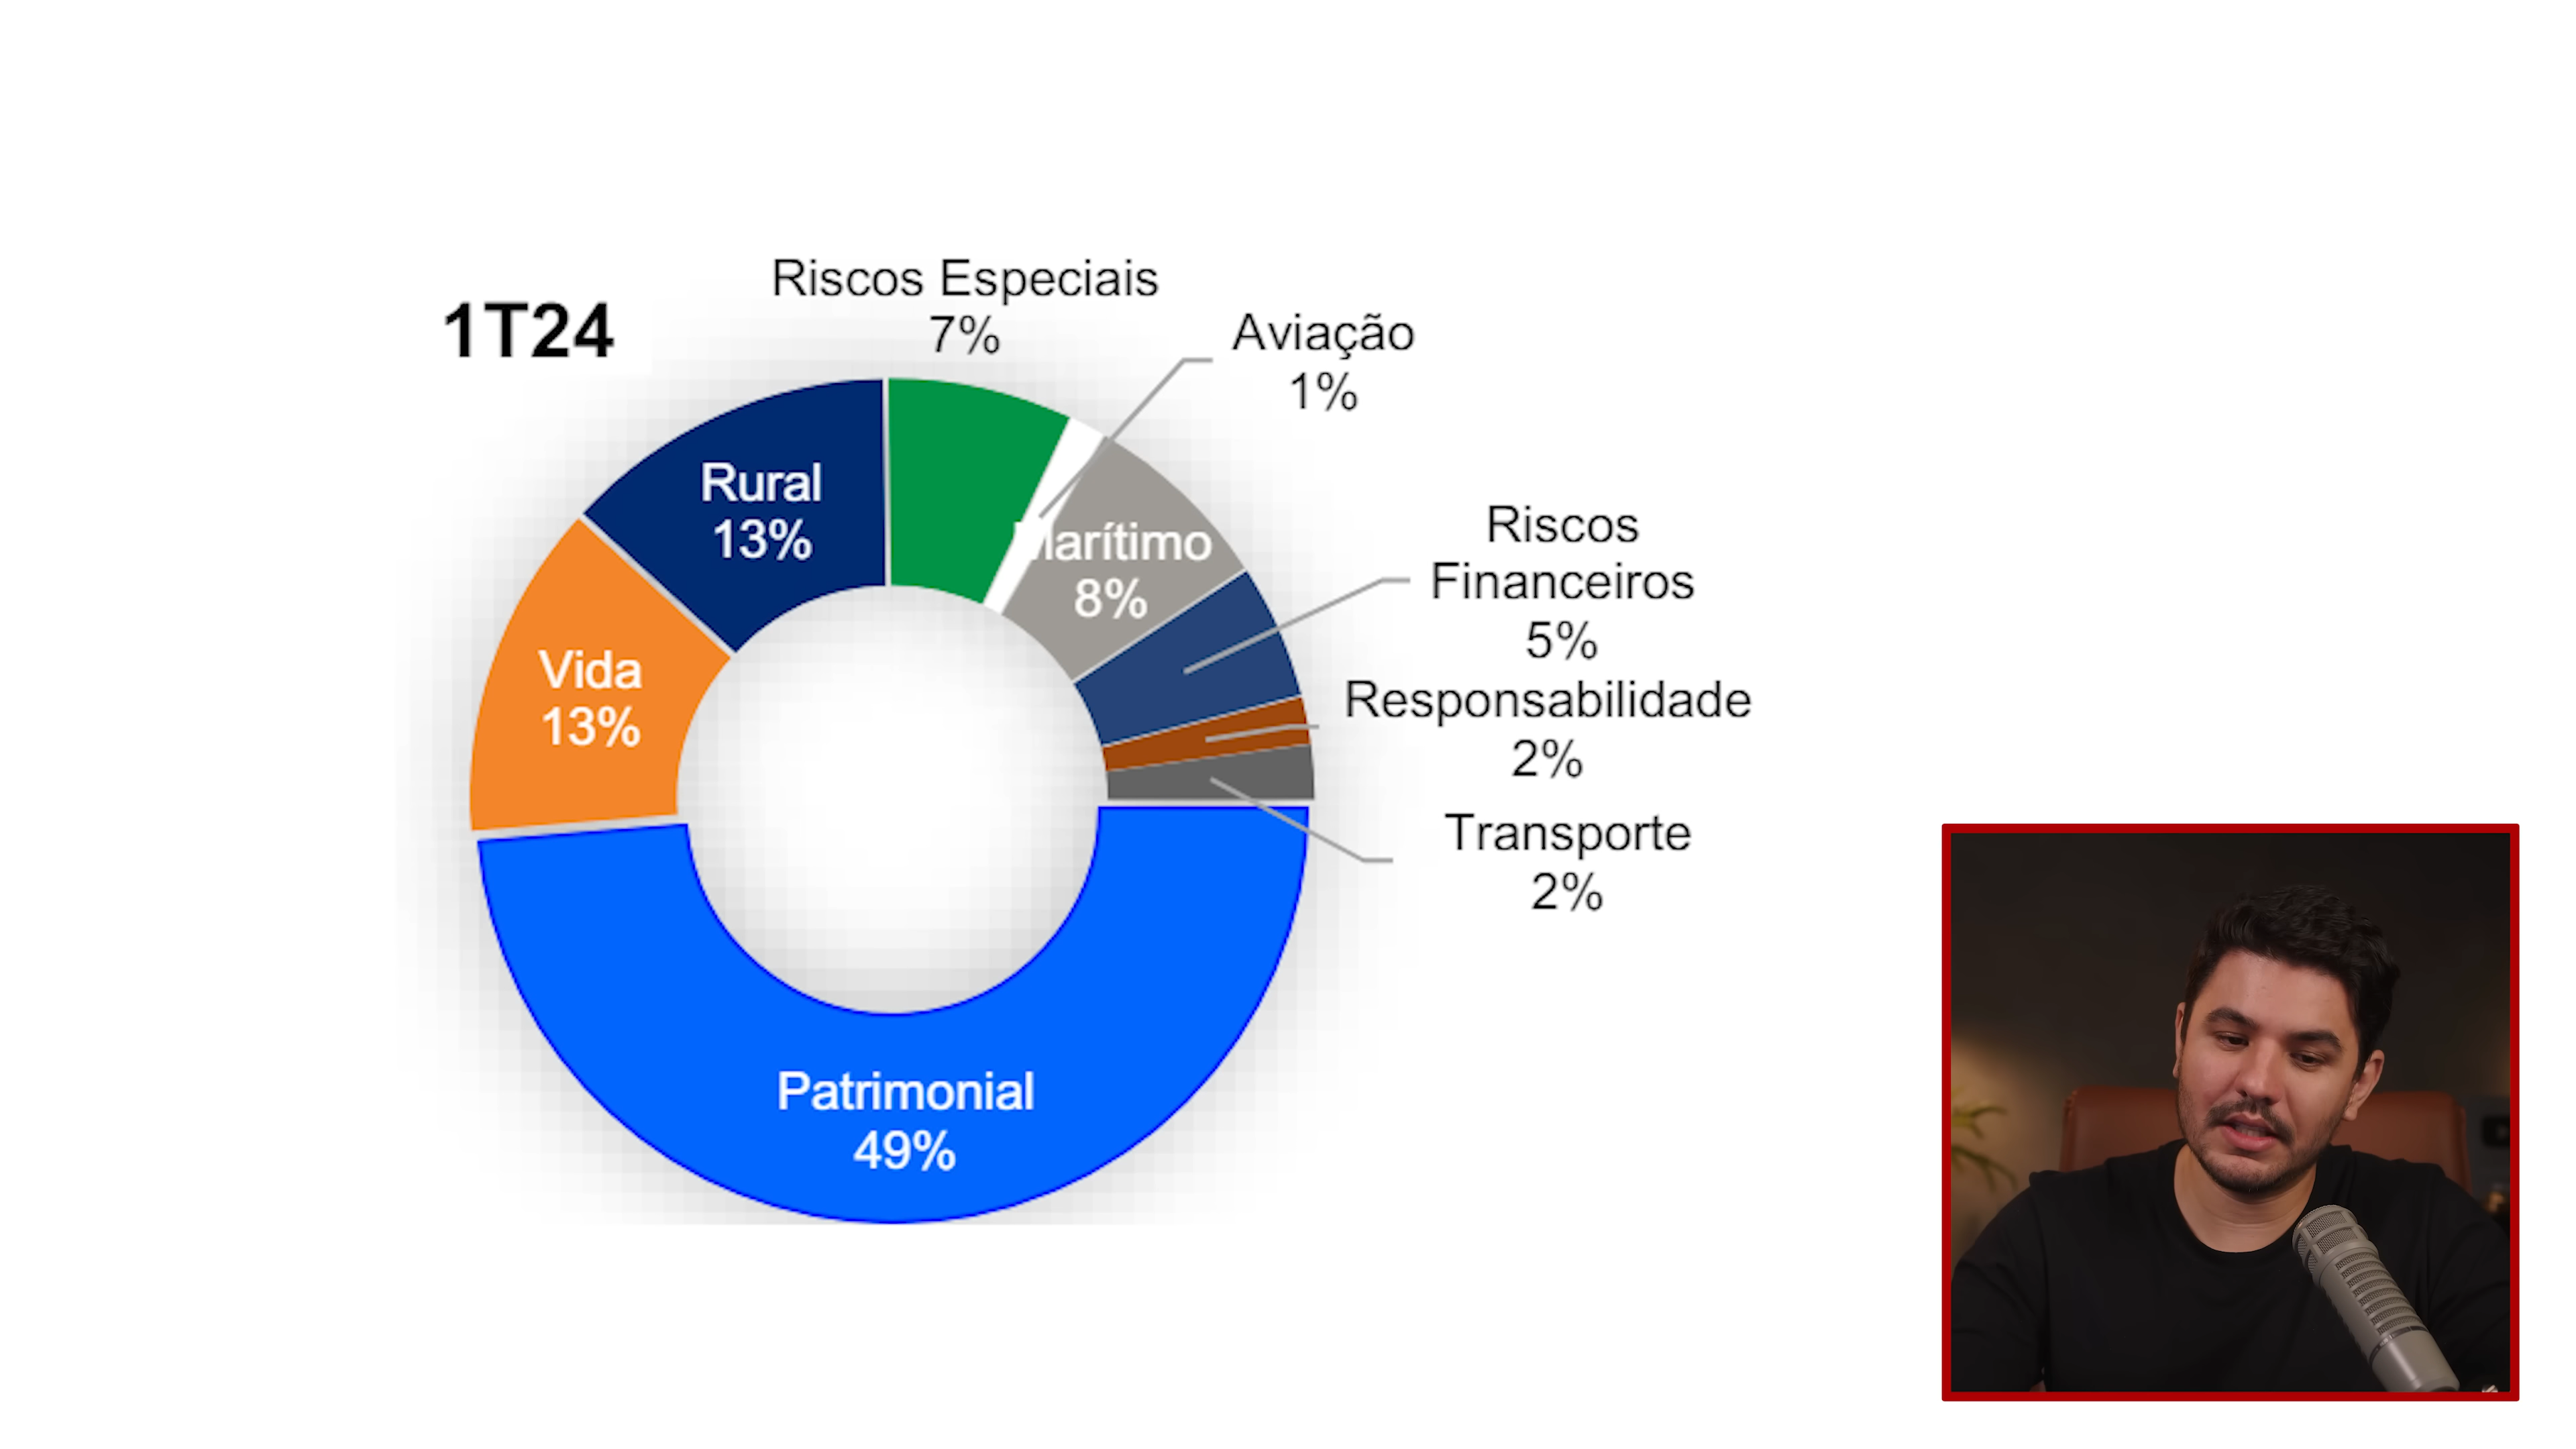 1T24
Riscos Especiais
7%
Aviação
1%
Rural
13%
Marítimo
8%
Riscos
Financeiros
5%
Vida
13%
Responsabilidade
2%
Transporte
2%
Patrimonial
49%